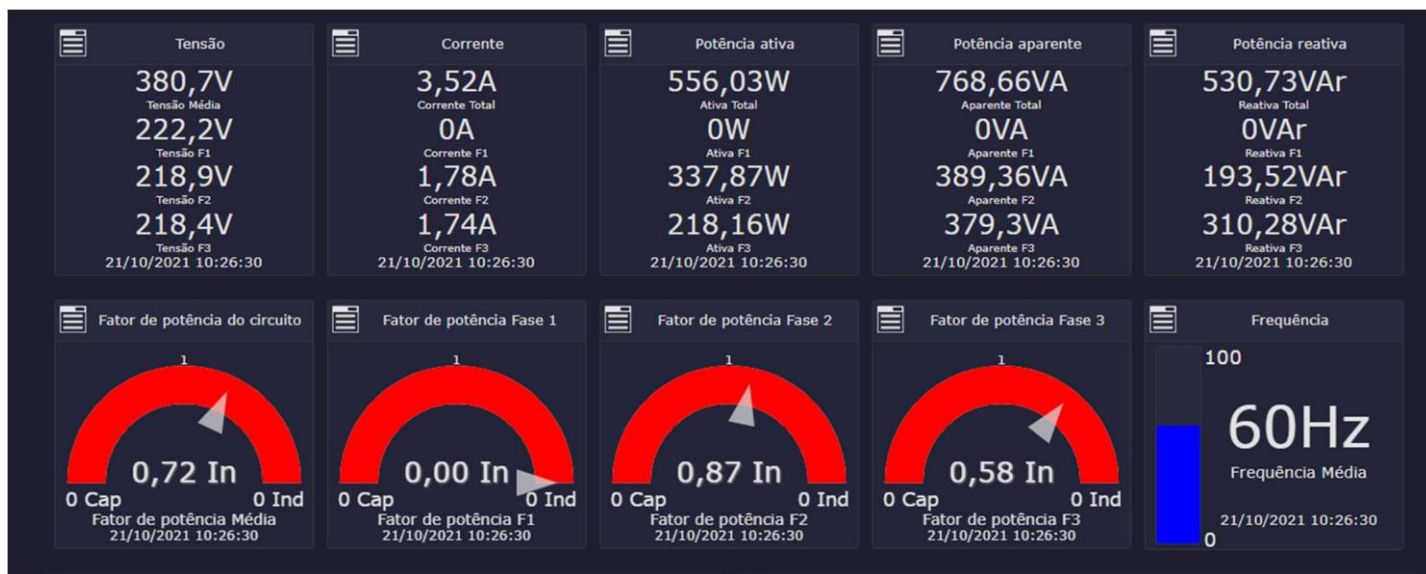 Tensão
380,7V
Tensão Média
222,2V
Tensão F1
218,9V
Tensão F2
218,4V
Tensão F3
21/10/2021 10:26:30
Corrente
3,52A
Corrente Total
0A
Corrente F1
1,78A
Corrente F2
1,74A
Corrente F3
21/10/2021 10:26:30
Potência ativa
556,03W
Ativa Total
0W
Ativa F1
337,87W
Ativa F2
218,16W
Ativa F3
21/10/2021 10:26:30
Potência aparente
768,66VA
Aparente Total
0VA
Aparente F1
389,36VA
Aparente F2
379,3VA
Aparente F3
21/10/2021 10:26:30
Potência reativa
530,73VAr
Reativa Total
0VAr
Reativa F1
193,52VAr
Reativa F2
310,28VAr
Reativa F3
21/10/2021 10:26:30
Fator de potência do circuito
1
0,72 In
0 Cap 0 Ind
Fator de potência Média
21/10/2021 10:26:30
Fator de potência Fase 1
1
0,00 In
0 Cap 0 Ind
Fator de potência F1
21/10/2021 10:26:30
Fator de potência Fase 2
1
0,87 In
0 Cap 0 Ind
Fator de potência F2
21/10/2021 10:26:30
Fator de potência Fase 3
1
0,58 In
0 Cap 0 Ind
Fator de potência F3
21/10/2021 10:26:30
Frequência
100
60Hz
Frequência Média
21/10/2021 10:26:30
0